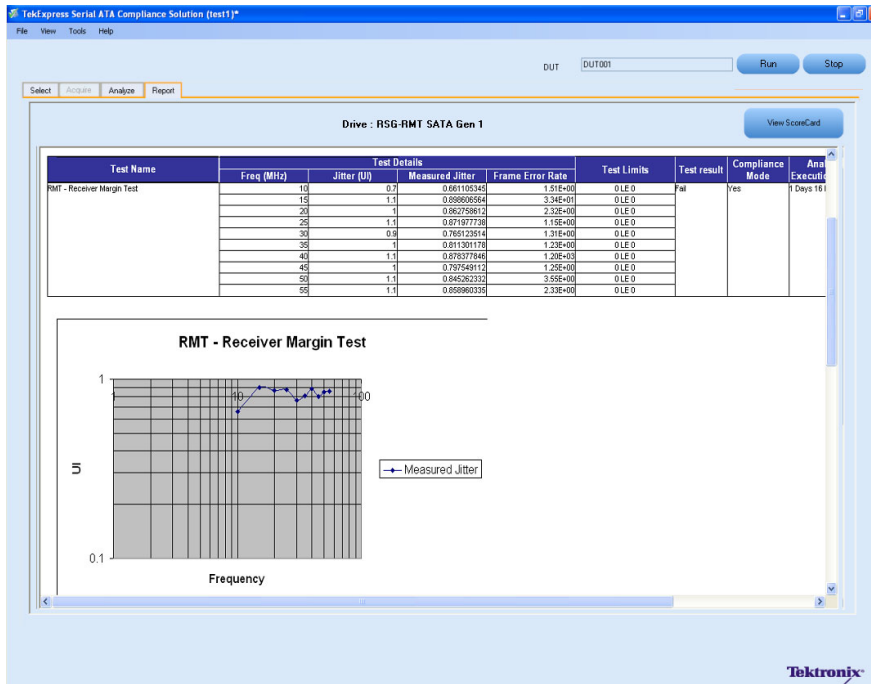 TekExpress Serial ATA Compliance Solution (test1)*
File View Tools Help
DUT DUT001 Run Stop
Select Acquire Analyze Report
Drive : RSG-RMT SATA Gen 1
View ScoreCard
Test Name Test Details Test Limits Test result Compliance Mode Ana Executio
Freq (MHz) Jitter (UI) Measured Jitter Frame Error Rate
RMT - Receiver Margin Test 10 0.7 0.661105345 1.51E+00 0 LE 0 Fail Yes 1 Days 16
15 1.1 0.898606564 3.34E+01 0 LE 0
20 1 0.862758612 2.32E+00 0 LE 0
25 1.1 0.871977738 1.15E+00 0 LE 0
30 0.9 0.765123514 1.31E+00 0 LE 0
35 1 0.811301178 1.23E+00 0 LE 0
40 1.1 0.878377846 1.20E+03 0 LE 0
45 1 0.797549112 1.25E+00 0 LE 0
50 1.1 0.845262332 3.55E+00 0 LE 0
55 1.1 0.858960335 2.33E+00 0 LE 0
RMT - Receiver Margin Test
1
1 10 100
UI
Measured Jitter
0.1
Frequency
Tektronix